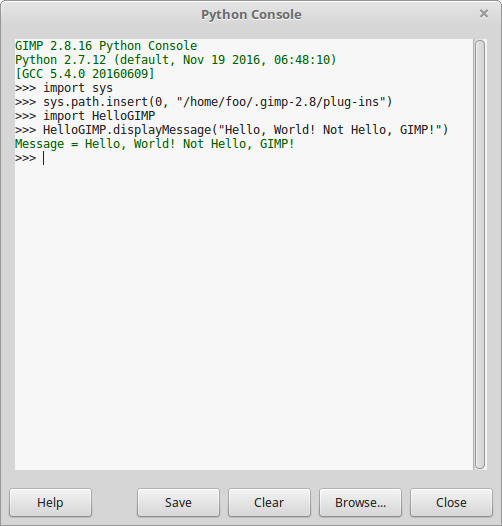 Python Console
GIMP 2.8.16 Python Console
Python 2.7.12 (default, Nov 19 2016, 06:48:10)
[GCC 5.4.0 20160609]
>>> import sys
>>> sys.path.insert(0, "/home/foo/.gimp-2.8/plug-ins")
>>> import HelloGIMP
>>> HelloGIMP.displayMessage("Hello, World! Not Hello, GIMP!")
Message = Hello, World! Not Hello, GIMP!
>>>
Help Save Clear Browse... Close